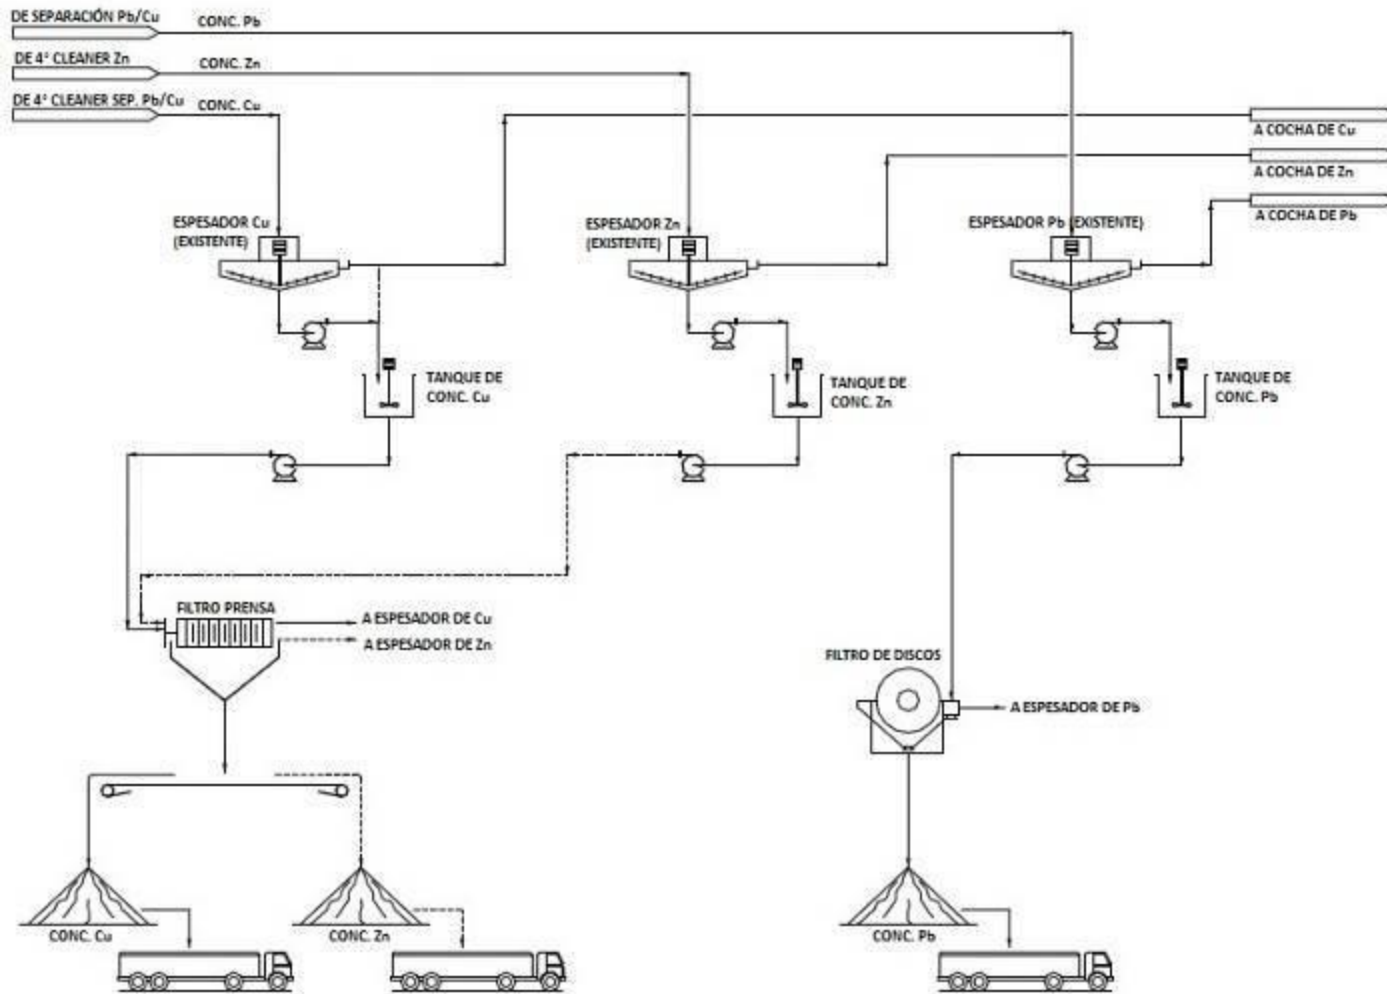 DE SEPARACIÓN Pb/Cu
CONC. Pb
DE 4° CLEANER Zn
CONC. Zn
DE 4° CLEANER SEP. Pb/Cu
CONC. Cu
A COCHA DE Cu
A COCHA DE Zn
A COCHA DE Pb
ESPESADOR Cu
(EXISTENTE)
ESPESADOR Zn
(EXISTENTE)
ESPESADOR Pb (EXISTENTE)
TANQUE DE
CONC. Cu
TANQUE DE
CONC. Zn
TANQUE DE
CONC. Pb
FILTRO PRENSA
A ESPESADOR DE Cu
A ESPESADOR DE Zn
FILTRO DE DISCOS
A ESPESADOR DE Pb
CONC. Cu
CONC. Zn
CONC. Pb